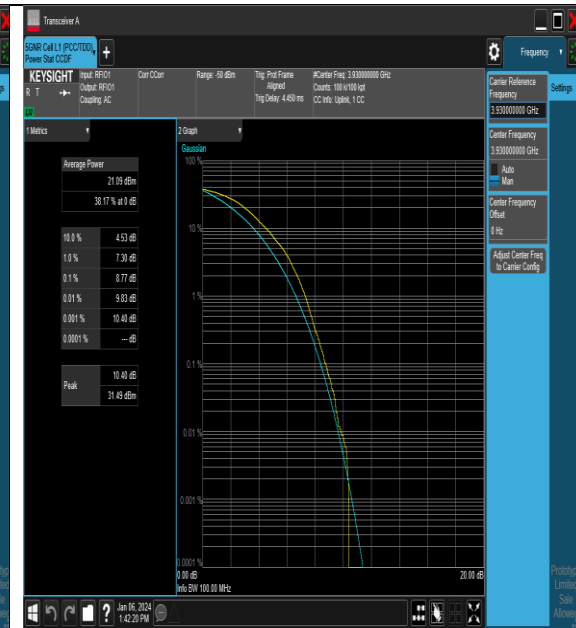 Transceiver A
5GNR Cell L1 (PCC/TDD),
Power Stat CCDF
Frequency
KEYSIGHT
R T
Input: RFIO1
Output: RFIO1
Coupling: AC
Corr CCorr
Range: -50 dBm
Trig: Prot Frame
Aligned
Trig Delay: 4.450 ms
#Center Freq: 3.930000000 GHz
Counts: 100 k/100 kpt
CC Info: Uplink, 1 CC
1 Metrics
Average Power
21.09 dBm
38.17 % at 0 dB
10.0 % 4.53 dB
1.0 % 7.30 dB
0.1 % 8.77 dB
0.01 % 9.83 dB
0.001 % 10.40 dB
0.0001 % --- dB
Peak
10.40 dB
31.49 dBm
2 Graph
Gaussian
100 %
10 %
1 %
0.1 %
0.01 %
0.001 %
0.0001 %
0.00 dB
20.00 dB
Info BW 100.00 MHz
Carrier Reference
Frequency
3.930000000 GHz
Center Frequency
3.930000000 GHz
Auto
Man
Center Frequency
Offset
0 Hz
Adjust Center Freq
to Carrier Config
Settings
Jan 06, 2024
1:42:20 PM
Limited
Sale